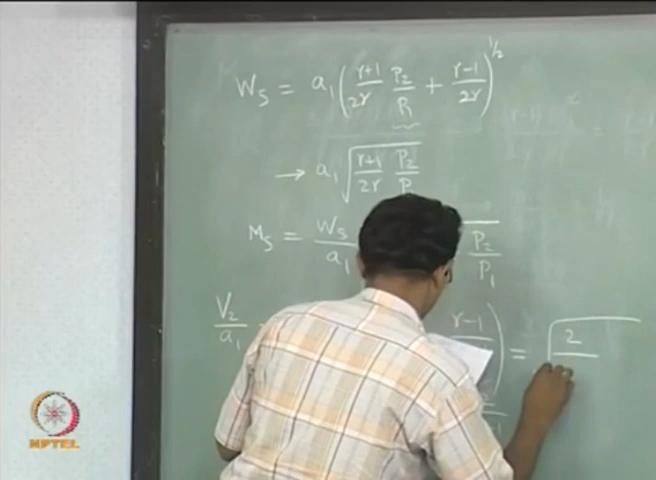 W_S = a_1 ( (γ+1)/(2γ) P_2/P_1 + (γ-1)/(2γ) )^{1/2}
→ a_1 √( (γ+1)/(2γ) P_2/P
M_S = W_S/a_1 P_2/P_1
V_2/a_1 γ-1 ) = √ 2
NPTEL